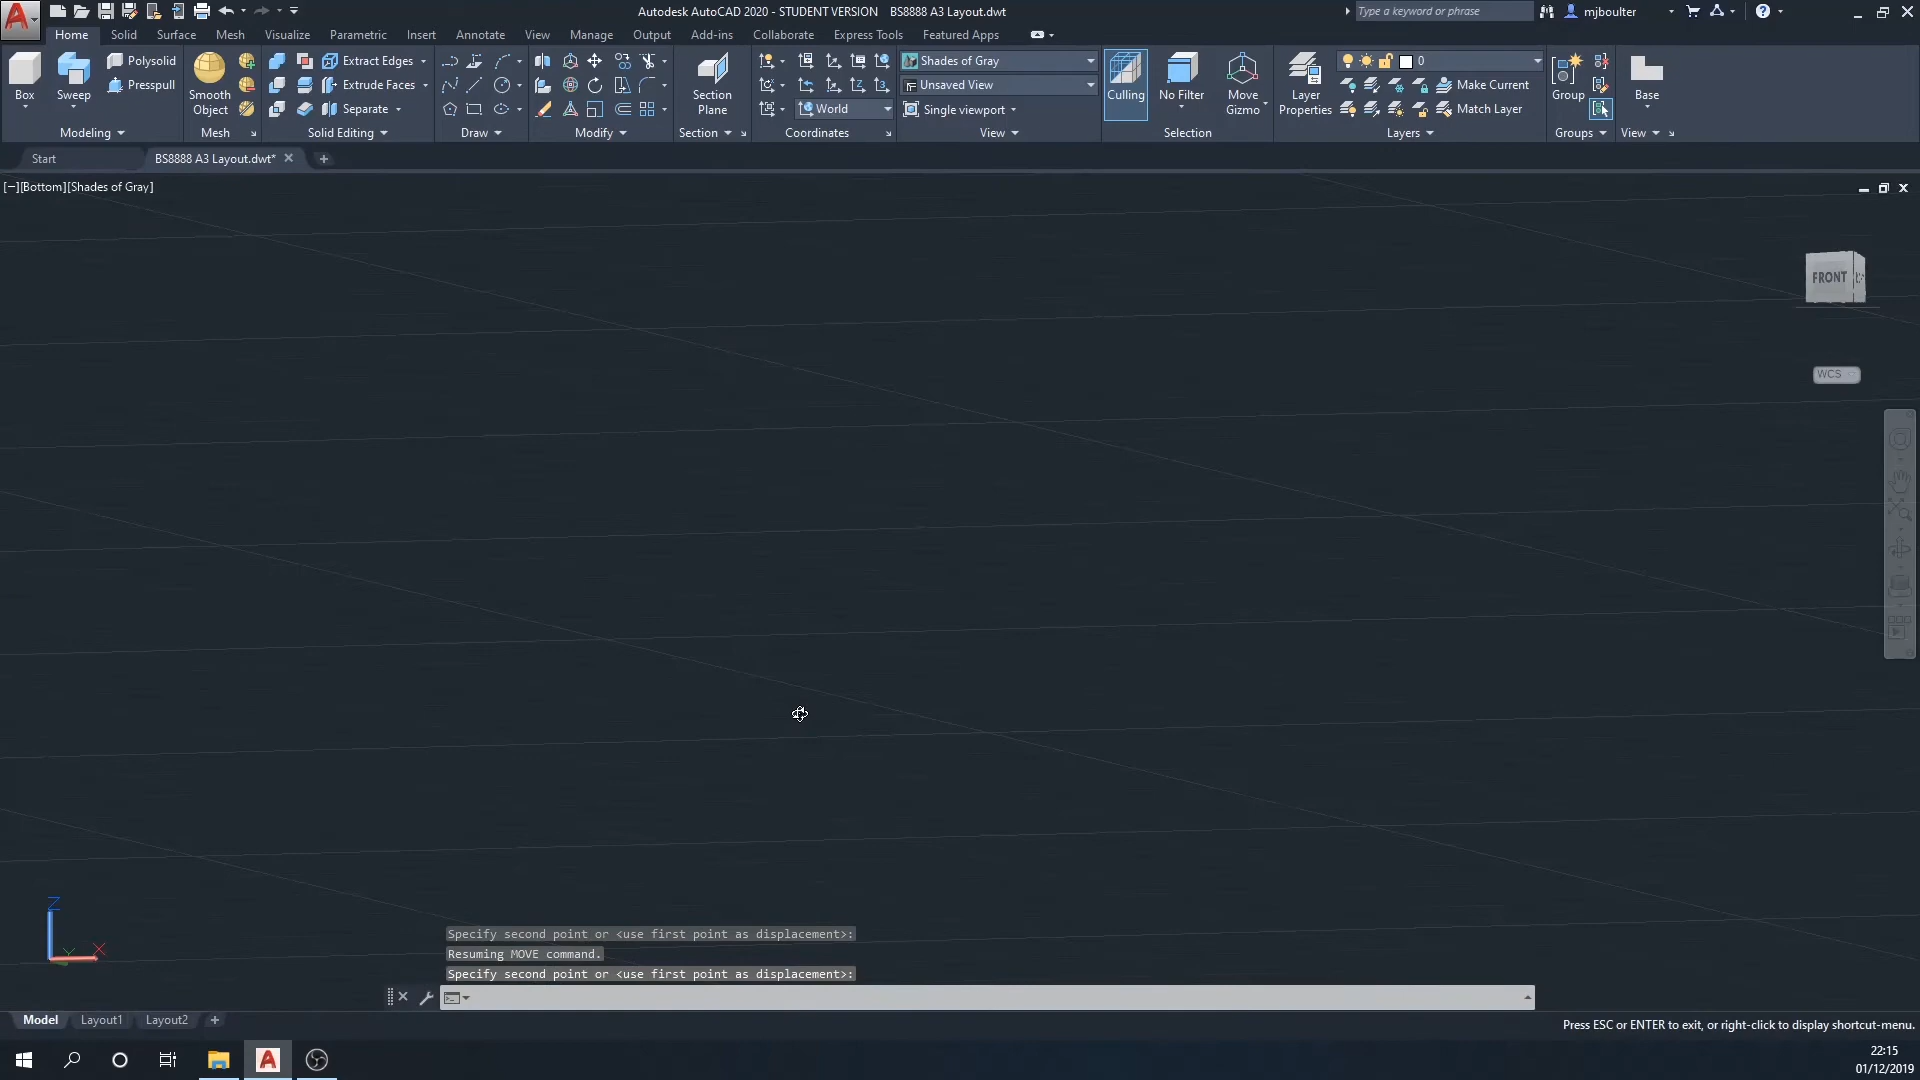 Autodesk AutoCAD 2020 - STUDENT VERSION BS8888 A3 Layout.dwt
Type a keyword or phrase
mjboulter
Home Solid Surface Mesh Visualize Parametric Insert Annotate View Manage Output Add-ins Collaborate Express Tools Featured Apps
Box
Sweep
Polysolid
Presspull
Modeling
Smooth
Object
Mesh
Extract Edges
Extrude Faces
Separate
Solid Editing
Draw
Modify
Section
Plane
Section
World
Coordinates
Shades of Gray
Unsaved View
Single viewport
View
Culling
No Filter
Move
Gizmo
Selection
Layer
Properties
0
Make Current
Match Layer
Layers
Group
Groups
Base
View
Start
BS8888 A3 Layout.dwt*
[−][Bottom][Shades of Gray]
FRONT
WCS
Z
Y
X
Specify second point or <use first point as displacement>:
Resuming MOVE command.
Specify second point or <use first point as displacement>:
Model Layout1 Layout2
Press ESC or ENTER to exit, or right-click to display shortcut-menu.
22:15
01/12/2019